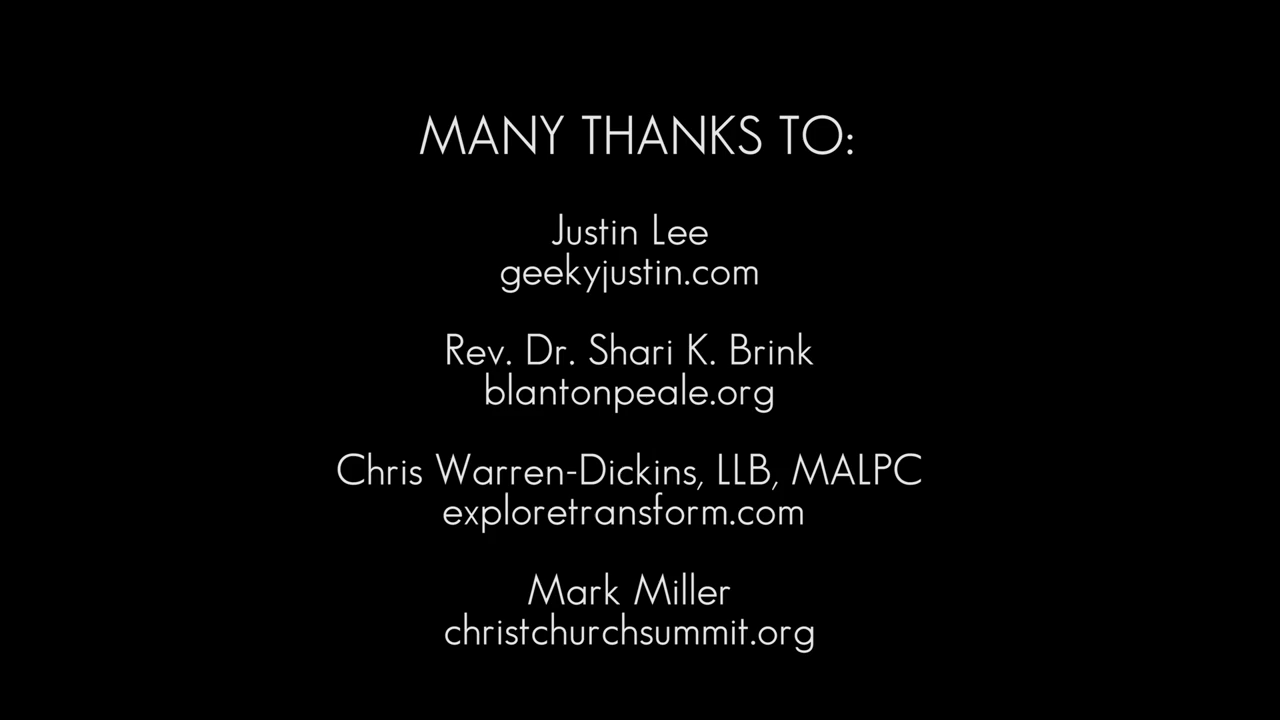 MANY THANKS TO:
Justin Lee
geekyjustin.com
Rev. Dr. Shari K. Brink
blantonpeale.org
Chris Warren-Dickins, LLB, MALPC
exploretransform.com
Mark Miller
christchurchsummit.org